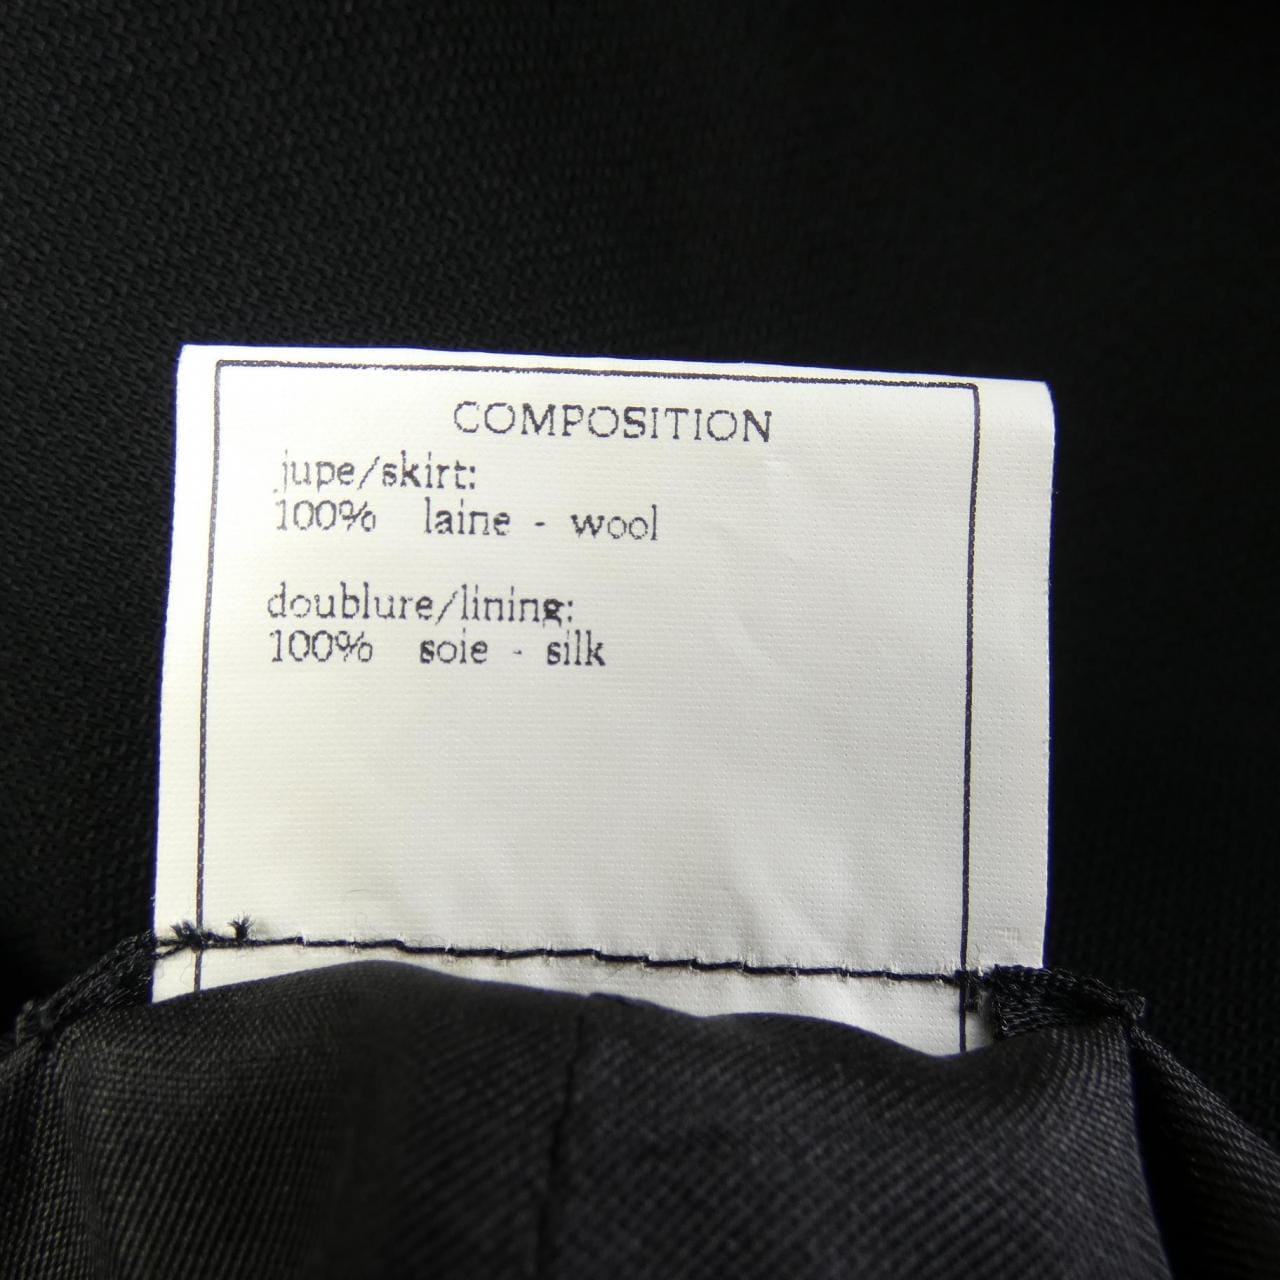 COMPOSITION
jupe/skirt:
100% laine - wool
doublure/lining:
100% soie - silk